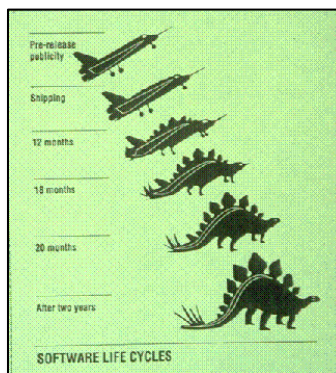 Pre-release
publicity
Shipping
12 months
18 months
20 months
After two years
SOFTWARE LIFE CYCLES